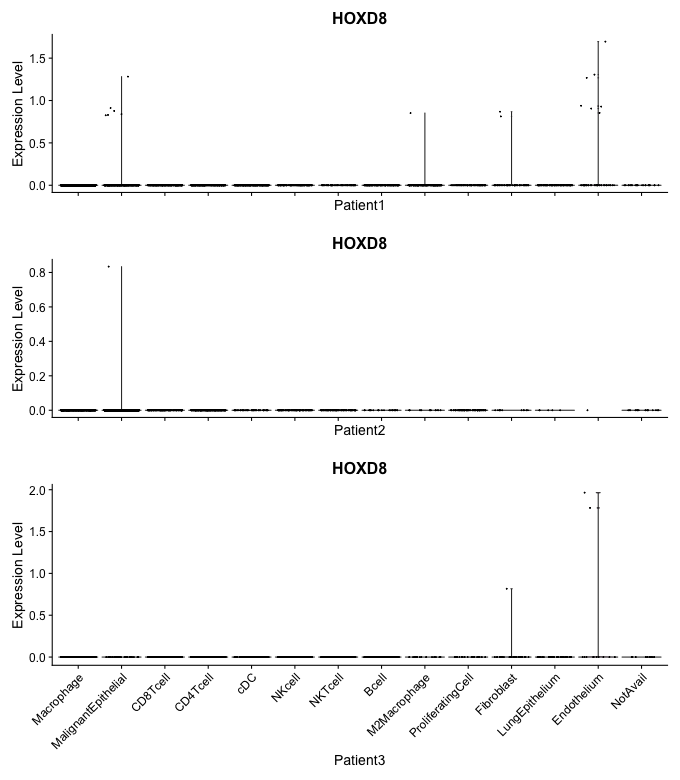 HOXD8
Expression Level
1.5
1.0
0.5
0.0
Patient1
HOXD8
Expression Level
0.8
0.6
0.4
0.2
0.0
Patient2
HOXD8
Expression Level
2.0
1.5
1.0
0.5
0.0
Macrophage
MalignantEpithelial
CD8Tcell
CD4Tcell
cDC
NKcell
NKTcell
Bcell
M2Macrophage
ProliferatingCell
Fibroblast
LungEpithelium
Endothelium
NotAvail
Patient3